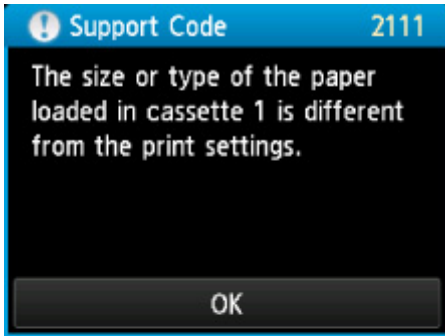 Support Code 2111
The size or type of the paper
loaded in cassette 1 is different
from the print settings.
OK